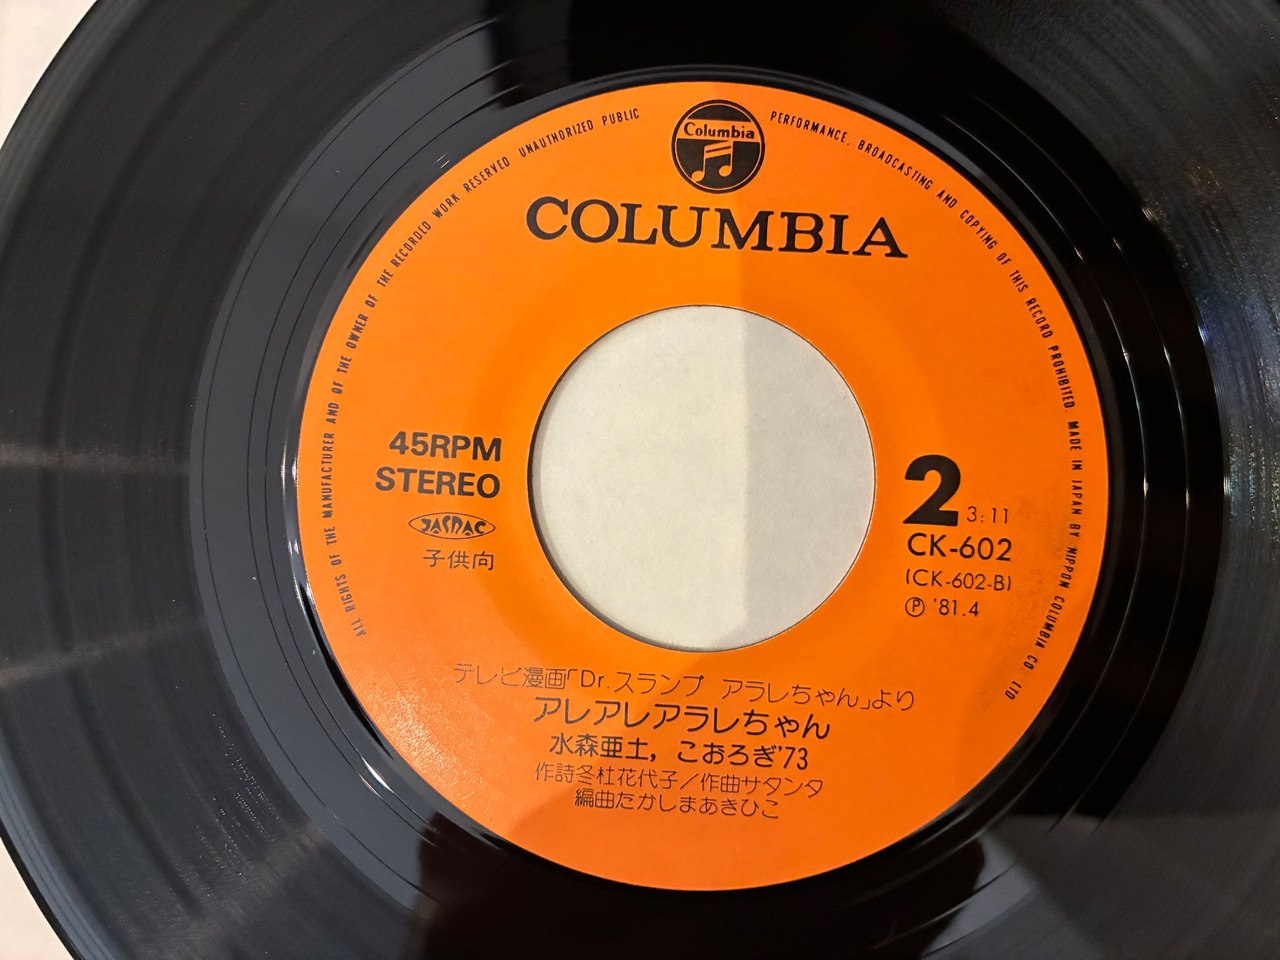 Columbia
COLUMBIA
ALL RIGHTS OF THE MANUFACTURER AND OF THE OWNER OF THE RECORDED WORK RESERVED UNAUTHORIZED PUBLIC PERFORMANCE, BROADCASTING AND COPYING OF THIS RECORD PROHIBITED. MADE IN JAPAN BY NIPPON COLUMBIA CO. LTD
45RPM
STEREO
JASRAC
子供向
2 3:11
CK-602
(CK-602-B)
Ⓟ '81.4
テレビ漫画「Dr.スランプ アラレちゃん」より
アレアレアラレちゃん
水森亜土, こおろぎ'73
作詩冬杜花代子/作曲サタンタ
編曲たかしまあきひこ